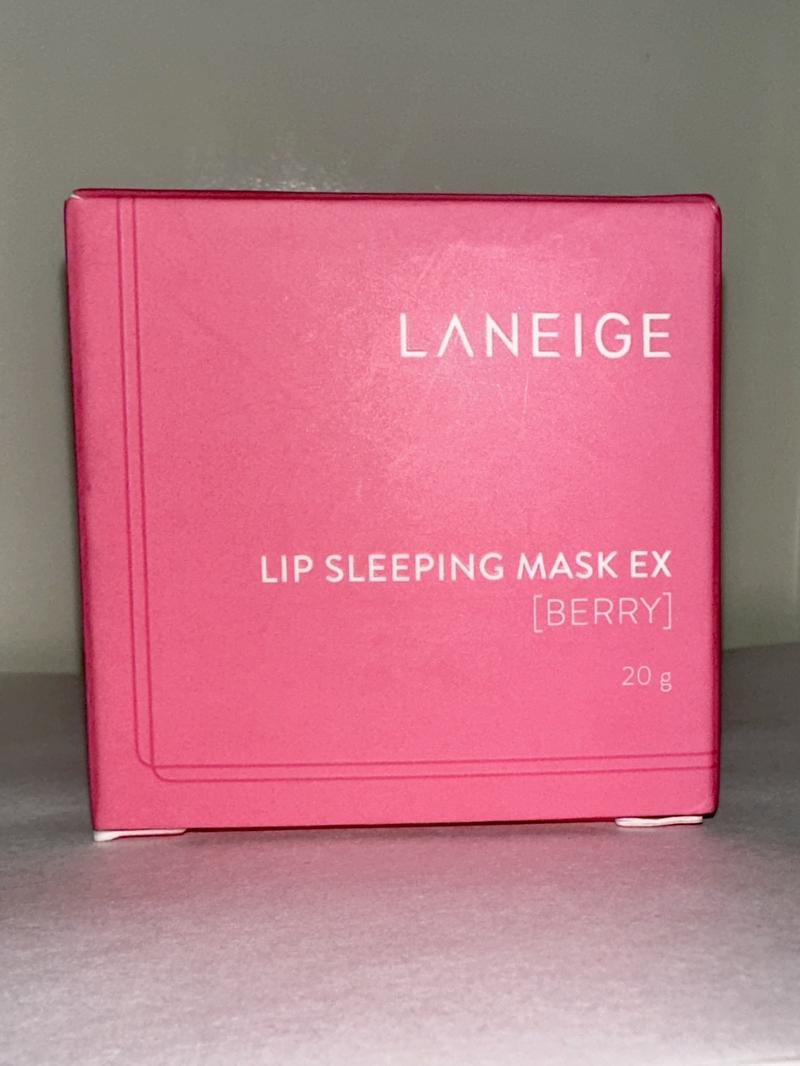 LANEIGE
LIP SLEEPING MASK EX
[BERRY]
20 g